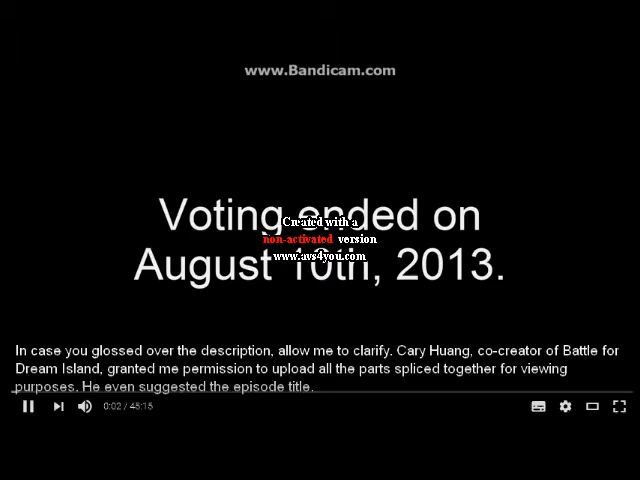 www.Bandicam.com
Voting ended on
Created with a
non-activated version
www.avs4you.com
August 10th, 2013.
In case you glossed over the description, allow me to clarify. Cary Huang, co-creator of Battle for
Dream Island, granted me permission to upload all the parts spliced together for viewing
purposes. He even suggested the episode title.
0:02 / 45:15